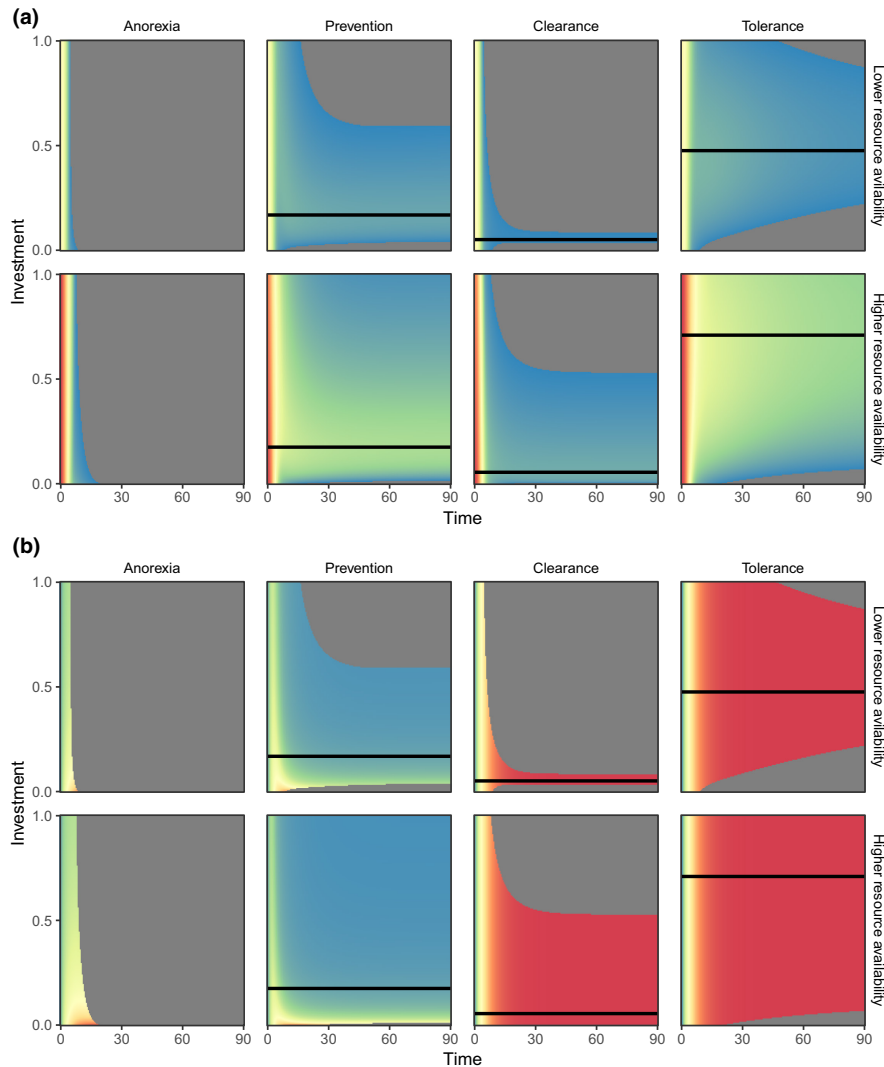 (a)
Anorexia Prevention Clearance Tolerance
1.0
0.5
0.0
Lower resource avilability
1.0
0.5
0.0
Higher resource availability
Investment
0 30 60 90 0 30 60 90 0 30 60 90 0 30 60 90
Time
(b)
Anorexia Prevention Clearance Tolerance
1.0
0.5
0.0
Lower resource avilability
1.0
0.5
0.0
Higher resource availability
Investment
0 30 60 90 0 30 60 90 0 30 60 90 0 30 60 90
Time